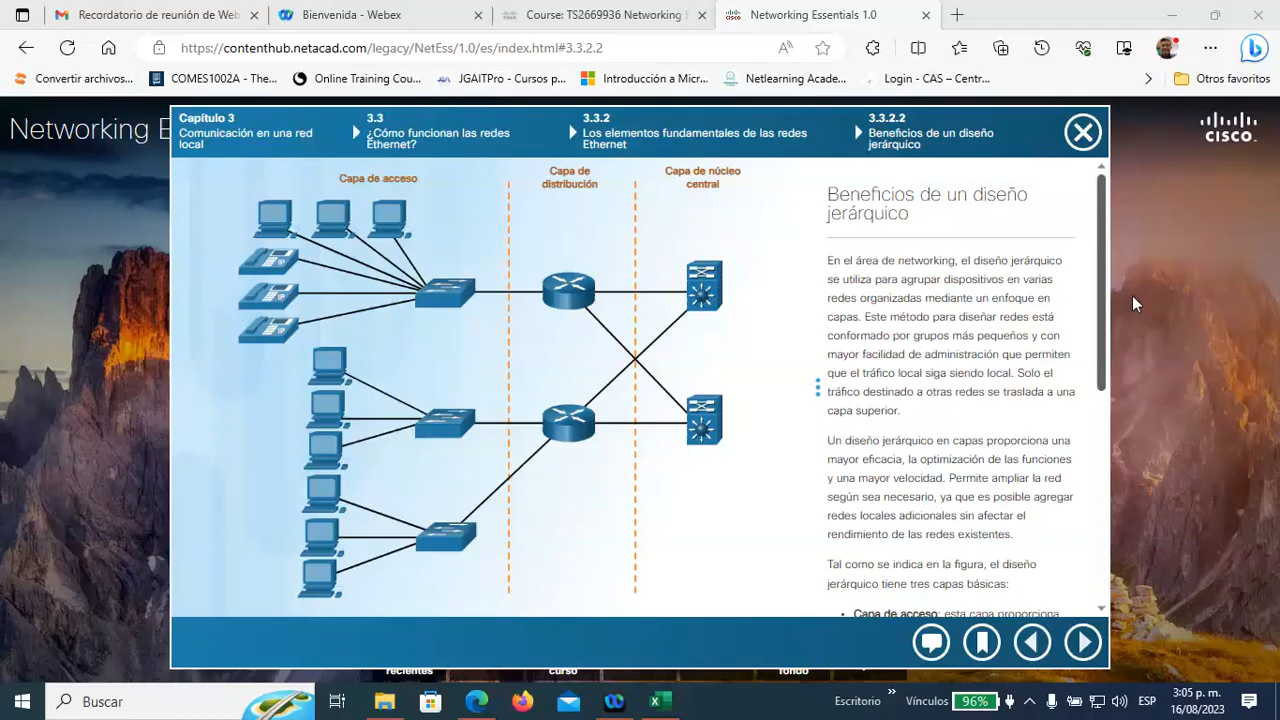 Recordatorio de reunión de Web
Bienvenida - Webex
Course: TS2669936 Networking E
Networking Essentials 1.0
https://contenthub.netacad.com/legacy/NetEss/1.0/es/index.html#3.3.2.2
Convertir archivos...
COMES1002A - The...
Online Training Cou...
JGAITPro - Cursos p...
Introducción a Micr...
Netlearning Acade...
Login - CAS – Centr...
Otros favoritos
Networking E
CISCO
Capítulo 3
Comunicación en una red
local
3.3
¿Cómo funcionan las redes
Ethernet?
3.3.2
Los elementos fundamentales de las redes
Ethernet
3.3.2.2
Beneficios de un diseño
jerárquico
Capa de acceso
Capa de
distribución
Capa de núcleo
central
Beneficios de un diseño
jerárquico
En el área de networking, el diseño jerárquico
se utiliza para agrupar dispositivos en varias
redes organizadas mediante un enfoque en
capas. Este método para diseñar redes está
conformado por grupos más pequeños y con
mayor facilidad de administración que permiten
que el tráfico local siga siendo local. Solo el
tráfico destinado a otras redes se traslada a una
capa superior.
Un diseño jerárquico en capas proporciona una
mayor eficacia, la optimización de las funciones
y una mayor velocidad. Permite ampliar la red
según sea necesario, ya que es posible agregar
redes locales adicionales sin afectar el
rendimiento de las redes existentes.
Tal como se indica en la figura, el diseño
jerárquico tiene tres capas básicas:
• Capa de acceso: esta capa proporciona
recientes
curso
fondo
Buscar
Escritorio
Vínculos
96%
ESP
3:05 p. m.
16/08/2023